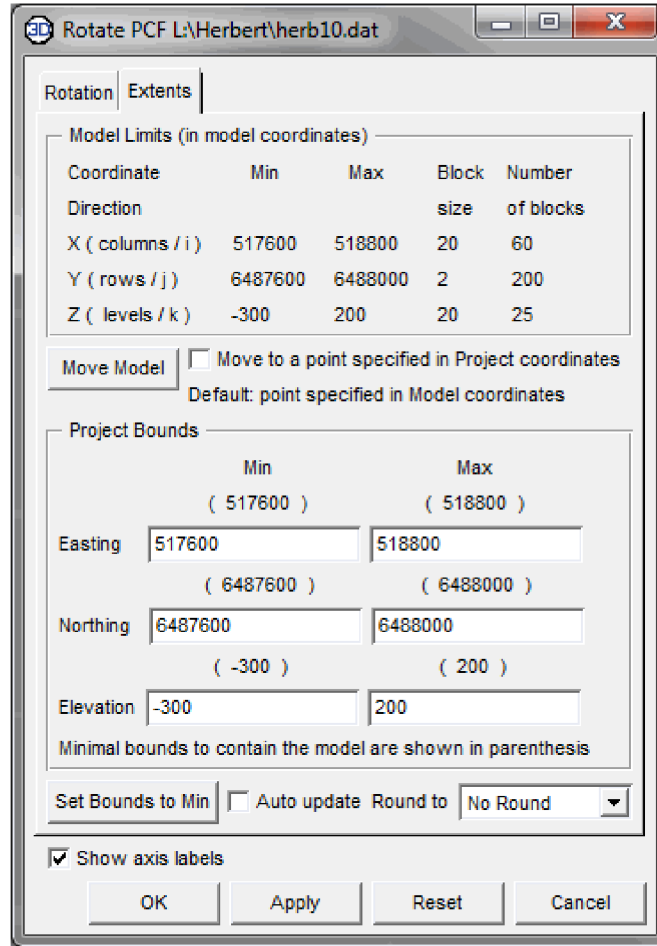 3D Rotate PCF L:\Herbert\herb10.dat
Rotation Extents
Model Limits (in model coordinates)
Coordinate Min Max Block Number
Direction size of blocks
X ( columns / i ) 517600 518800 20 60
Y ( rows / j ) 6487600 6488000 2 200
Z ( levels / k ) -300 200 20 25
Move Model Move to a point specified in Project coordinates
Default: point specified in Model coordinates
Project Bounds
Min Max
( 517600 ) ( 518800 )
Easting 517600 518800
( 6487600 ) ( 6488000 )
Northing 6487600 6488000
( -300 ) ( 200 )
Elevation -300 200
Minimal bounds to contain the model are shown in parenthesis
Set Bounds to Min Auto update Round to No Round
Show axis labels
OK Apply Reset Cancel